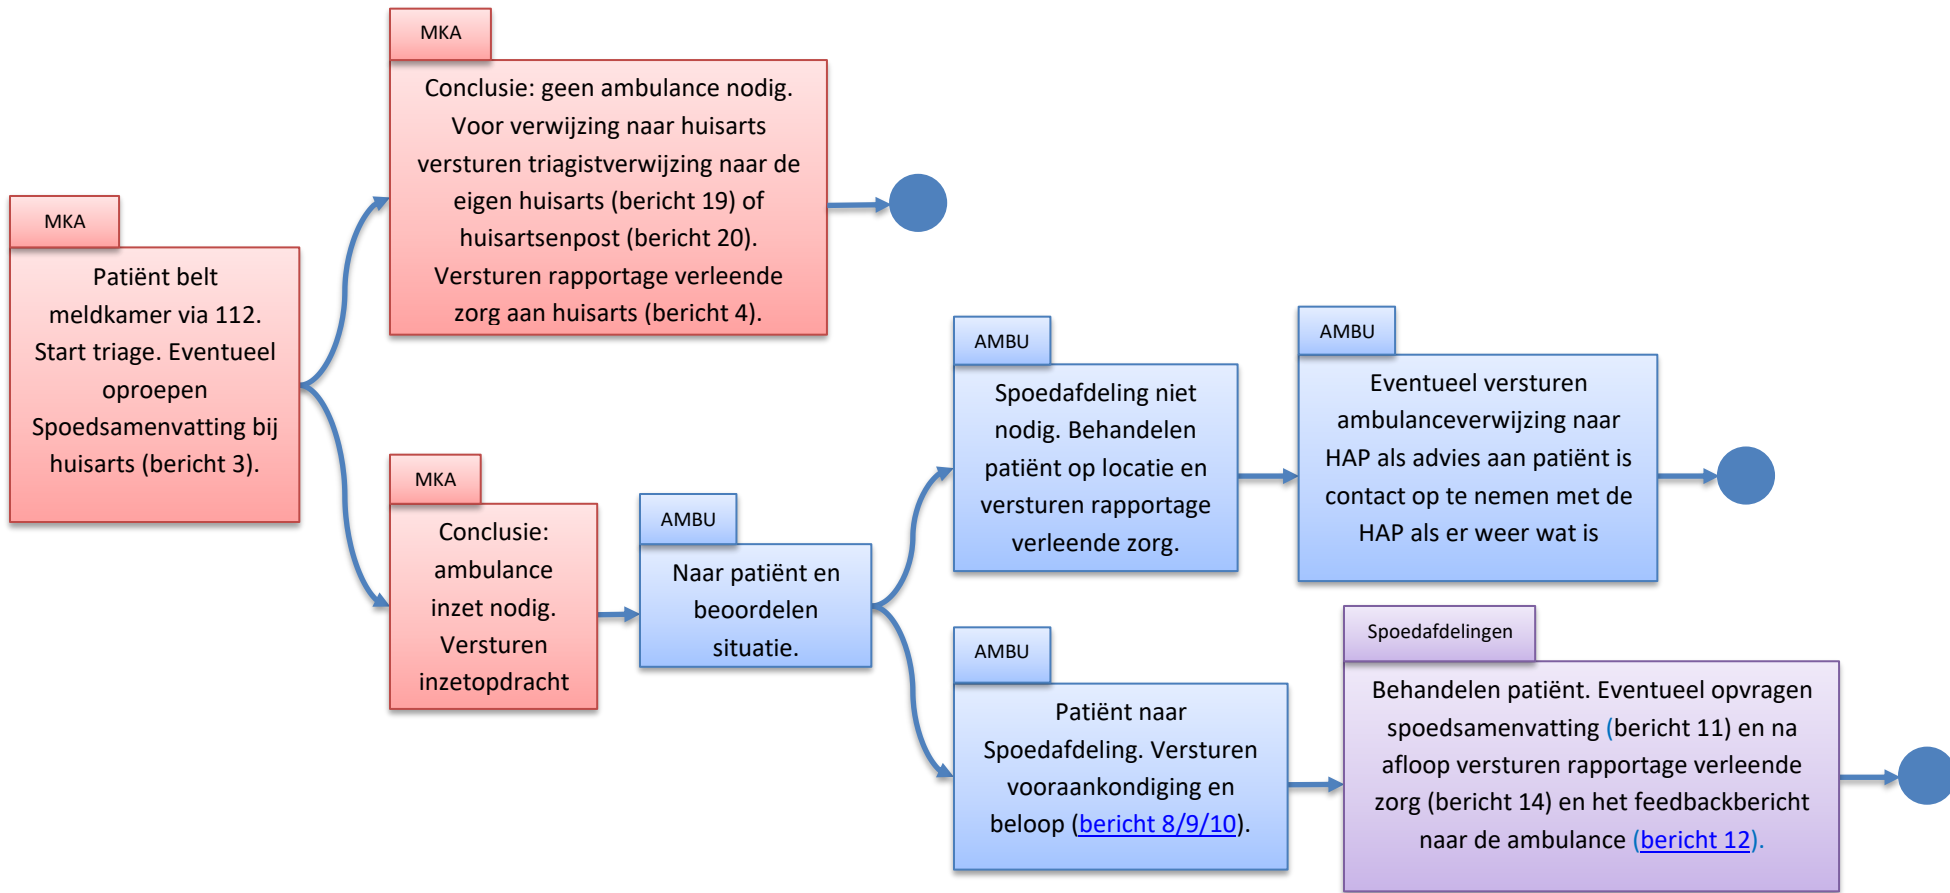 MKA
Patiënt belt
meldkamer via 112.
Start triage. Eventueel
oproepen
Spoedsamenvatting bij
huisarts (bericht 3).
MKA
Conclusie: geen ambulance nodig.
Voor verwijzing naar huisarts
versturen triagistverwijzing naar de
eigen huisarts (bericht 19) of
huisartsenpost (bericht 20).
Versturen rapportage verleende
zorg aan huisarts (bericht 4).
MKA
Conclusie:
ambulance
inzet nodig.
Versturen
inzetopdracht
AMBU
Naar patiënt en
beoordelen
situatie.
AMBU
Spoedafdeling niet
nodig. Behandelen
patiënt op locatie en
versturen rapportage
verleende zorg.
AMBU
Eventueel versturen
ambulanceverwijzing naar
HAP als advies aan patiënt is
contact op te nemen met de
HAP als er weer wat is
AMBU
Patiënt naar
Spoedafdeling. Versturen
vooraankondiging en
beloop (bericht 8/9/10).
Spoedafdelingen
Behandelen patiënt. Eventueel opvragen
spoedsamenvatting (bericht 11) en na
afloop versturen rapportage verleende
zorg (bericht 14) en het feedbackbericht
naar de ambulance (bericht 12).